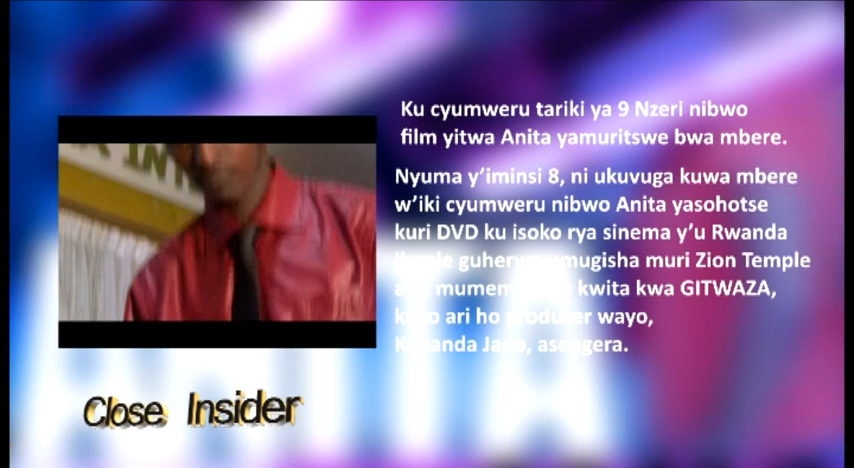 Ku cyumweru tariki ya 9 Nzeri nibwo
film yitwa Anita yamuritswe bwa mbere.
Nyuma y'iminsi 8, ni ukuvuga kuwa mbere
w'iki cyumweru nibwo Anita yasohotse
kuri DVD ku isoko rya sinema y'u Rwanda
umugisha muri Zion Temple
kwita kwa GITWAZA,
ari ho producer wayo,
asengera.
Close Insider